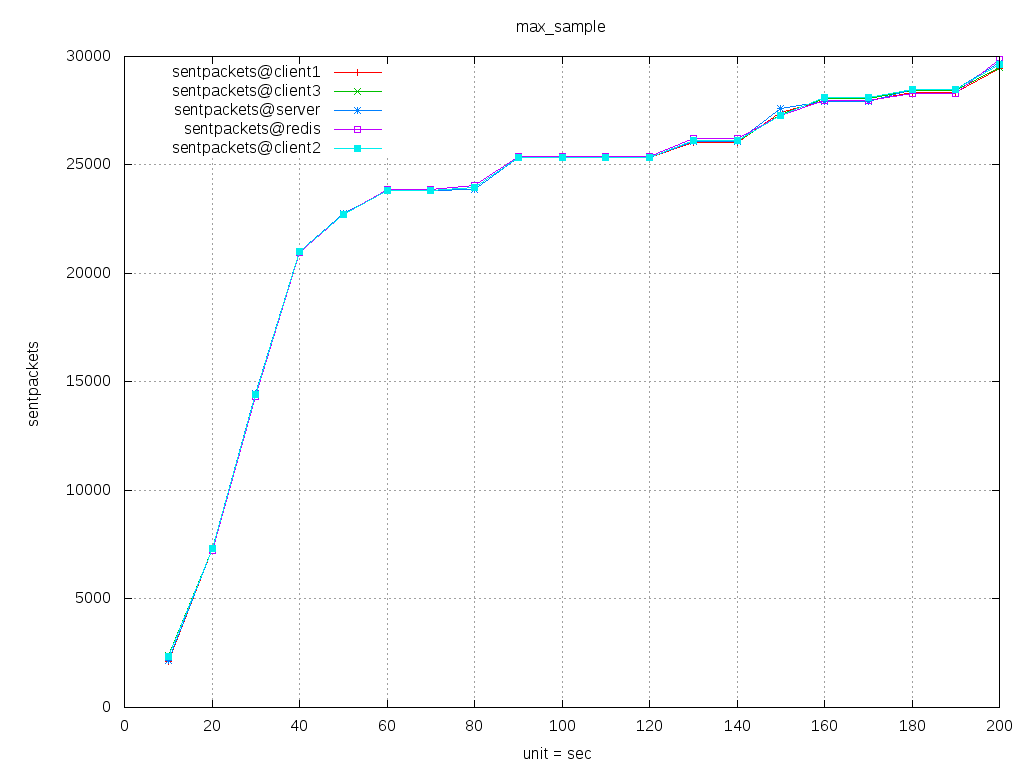 max_sample
30000
25000
20000
15000
10000
5000
0
sentpackets@client1
sentpackets@client3
sentpackets@server
sentpackets@redis
sentpackets@client2
sentpackets
0 20 40 60 80 100 120 140 160 180 200
unit = sec